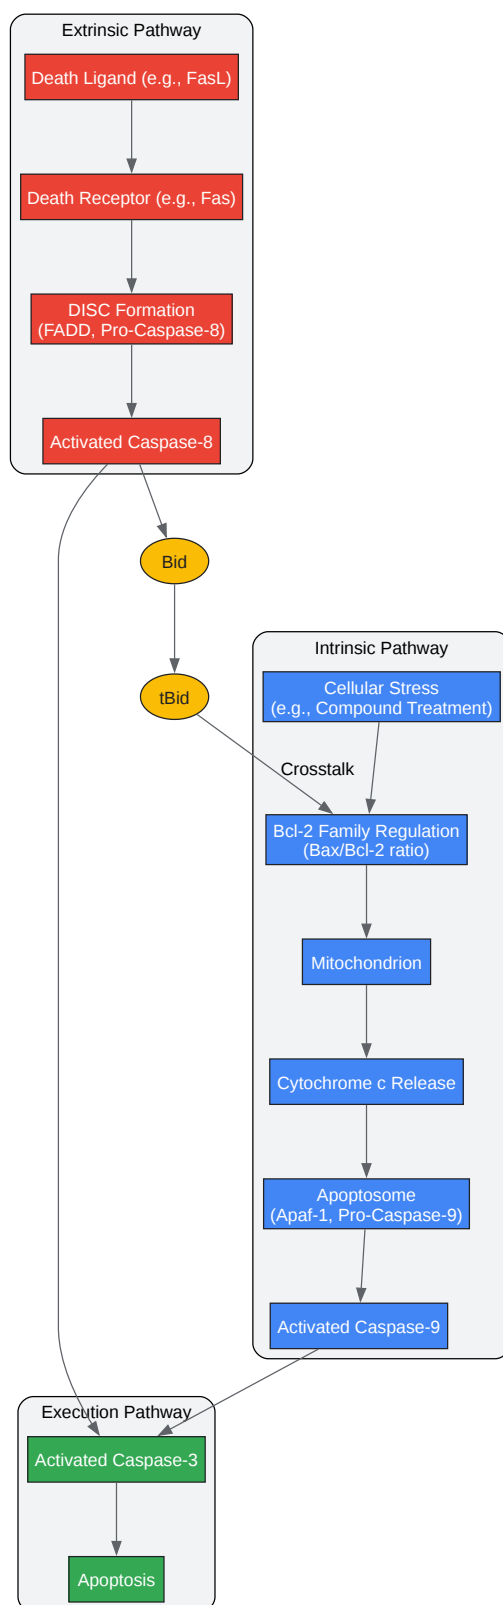 Extrinsic Pathway
Death Ligand (e.g., FasL)
Death Receptor (e.g., Fas)
DISC Formation
(FADD, Pro-Caspase-8)
Activated Caspase-8
Bid
tBid
Crosstalk
Intrinsic Pathway
Cellular Stress
(e.g., Compound Treatment)
Bcl-2 Family Regulation
(Bax/Bcl-2 ratio)
Mitochondrion
Cytochrome c Release
Apoptosome
(Apaf-1, Pro-Caspase-9)
Activated Caspase-9
Execution Pathway
Activated Caspase-3
Apoptosis